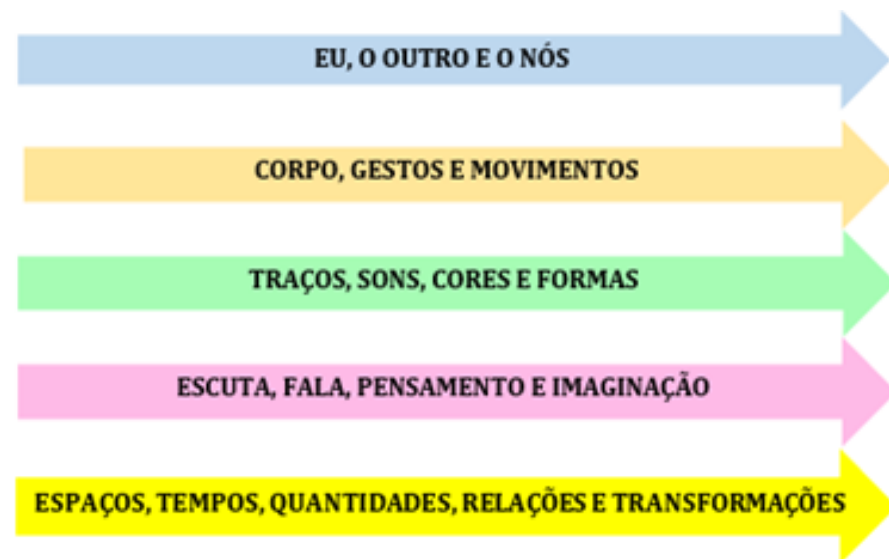 EU, O OUTRO E O NÓS
CORPO, GESTOS E MOVIMENTOS
TRAÇOS, SONS, CORES E FORMAS
ESCUTA, FALA, PENSAMENTO E IMAGINAÇÃO
ESPAÇOS, TEMPOS, QUANTIDADES, RELAÇÕES E TRANSFORMAÇÕES